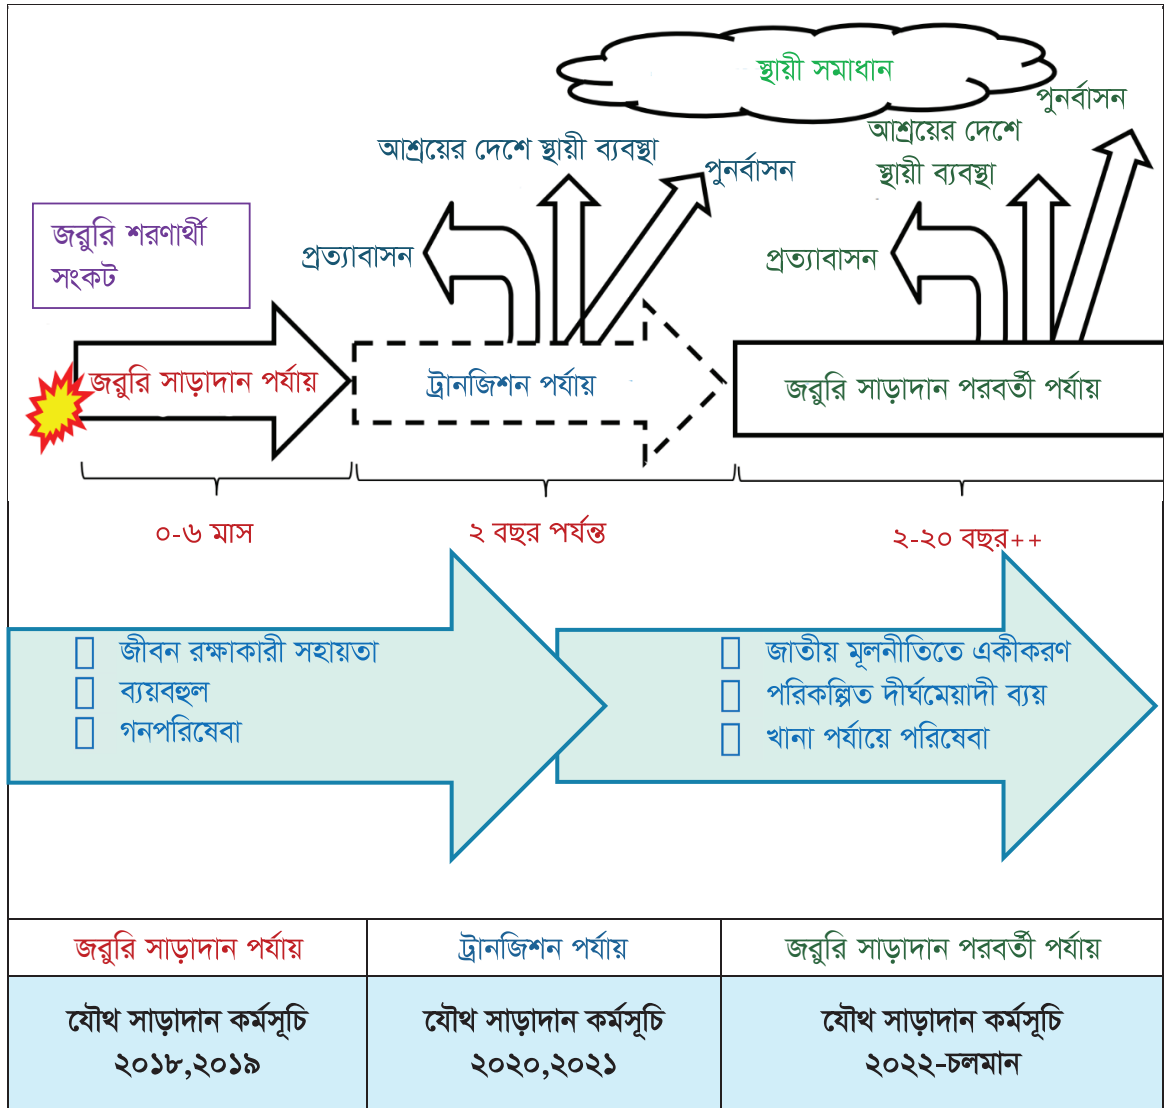 স্থায়ী সমাধান
পুনর্বাসন
আশ্রয়ের দেশে
স্থায়ী ব্যবস্থা
আশ্রয়ের দেশে স্থায়ী ব্যবস্থা
পুনর্বাসন
জরুরি শরণার্থী
সংকট
প্রত্যাবাসন
প্রত্যাবাসন
জরুরি সাড়াদান পর্যায়
ট্রানজিশন পর্যায়
জরুরি সাড়াদান পরবর্তী পর্যায়
০-৬ মাস
২ বছর পর্যন্ত
২-২০ বছর++
জীবন রক্ষাকারী সহায়তা
ব্যয়বহুল
গনপরিষেবা
জাতীয় মূলনীতিতে একীকরণ
পরিকল্পিত দীর্ঘমেয়াদী ব্যয়
খানা পর্যায়ে পরিষেবা
জরুরি সাড়াদান পর্যায়
ট্রানজিশন পর্যায়
জরুরি সাড়াদান পরবর্তী পর্যায়
যৌথ সাড়াদান কর্মসূচি
২০১৮,২০১৯
যৌথ সাড়াদান কর্মসূচি
২০২০,২০২১
যৌথ সাড়াদান কর্মসূচি
২০২২-চলমান